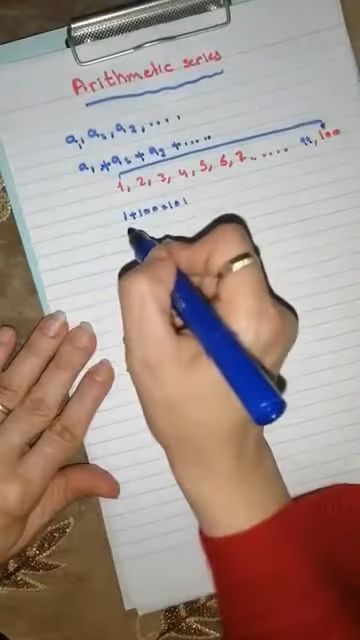 Arithmetic series
a₁, a₂, a₃, ....
a₁ + a₂ + a₃ + ....
1, 2, 3, 4, 5, 6, 7 ....... 99, 100
1+100=101